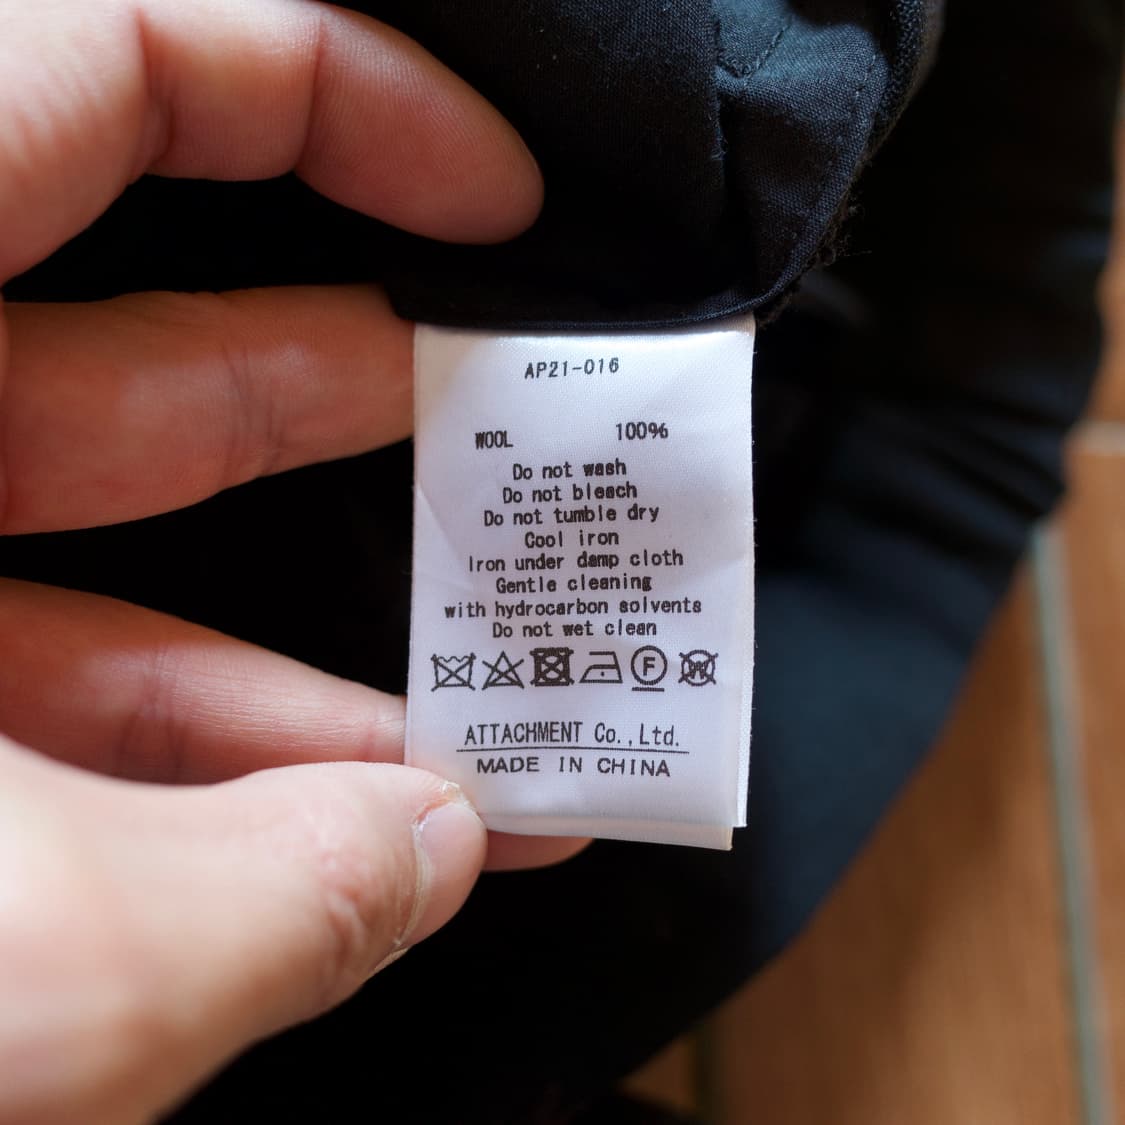 AP21-016
WOOL 100%
Do not wash
Do not bleach
Do not tumble dry
Cool iron
Iron under damp cloth
Gentle cleaning
with hydrocarbon solvents
Do not wet clean
F W
ATTACHMENT Co.,Ltd.
MADE IN CHINA